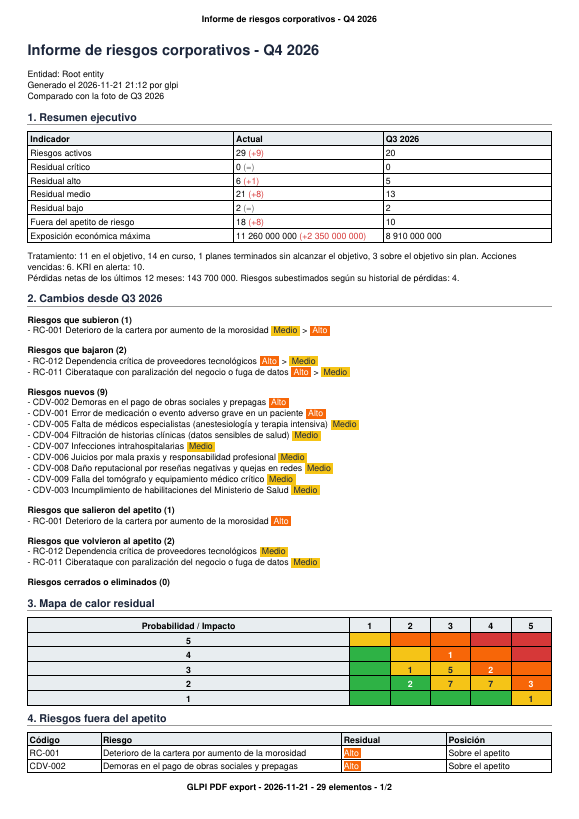 Informe de riesgos corporativos - Q4 2026
Informe de riesgos corporativos - Q4 2026
Entidad: Root entity
Generado el 2026-11-21 21:12 por glpi
Comparado con la foto de Q3 2026
1. Resumen ejecutivo
Indicador Actual Q3 2026
Riesgos activos 29 (+9) 20
Residual crítico 0 (=) 0
Residual alto 6 (+1) 5
Residual medio 21 (+8) 13
Residual bajo 2 (=) 2
Fuera del apetito de riesgo 18 (+8) 10
Exposición económica máxima 11 260 000 000 (+2 350 000 000) 8 910 000 000
Tratamiento: 11 en el objetivo, 14 en curso, 1 planes terminados sin alcanzar el objetivo, 3 sobre el objetivo sin plan. Acciones
vencidas: 6. KRI en alerta: 10.
Pérdidas netas de los últimos 12 meses: 143 700 000. Riesgos subestimados según su historial de pérdidas: 4.
2. Cambios desde Q3 2026
Riesgos que subieron (1)
- RC-001 Deterioro de la cartera por aumento de la morosidad Medio > Alto
Riesgos que bajaron (2)
- RC-012 Dependencia crítica de proveedores tecnológicos Alto > Medio
- RC-011 Ciberataque con paralización del negocio o fuga de datos Alto > Medio
Riesgos nuevos (9)
- CDV-002 Demoras en el pago de obras sociales y prepagas Alto
- CDV-001 Error de medicación o evento adverso grave en un paciente Alto
- CDV-005 Falta de médicos especialistas (anestesiología y terapia intensiva) Medio
- CDV-004 Filtración de historias clínicas (datos sensibles de salud) Medio
- CDV-007 Infecciones intrahospitalarias Medio
- CDV-006 Juicios por mala praxis y responsabilidad profesional Medio
- CDV-008 Daño reputacional por reseñas negativas y quejas en redes Medio
- CDV-009 Falla del tomógrafo y equipamiento médico crítico Medio
- CDV-003 Incumplimiento de habilitaciones del Ministerio de Salud Medio
Riesgos que salieron del apetito (1)
- RC-001 Deterioro de la cartera por aumento de la morosidad Alto
Riesgos que volvieron al apetito (2)
- RC-012 Dependencia crítica de proveedores tecnológicos Medio
- RC-011 Ciberataque con paralización del negocio o fuga de datos Medio
Riesgos cerrados o eliminados (0)
3. Mapa de calor residual
Probabilidad / Impacto 1 2 3 4 5
5
4 1
3 1 5 2
2 2 7 7 3
1 1
4. Riesgos fuera del apetito
Código Riesgo Residual Posición
RC-001 Deterioro de la cartera por aumento de la morosidad Alto Sobre el apetito
CDV-002 Demoras en el pago de obras sociales y prepagas Alto Sobre el apetito
GLPI PDF export - 2026-11-21 - 29 elementos - 1/2